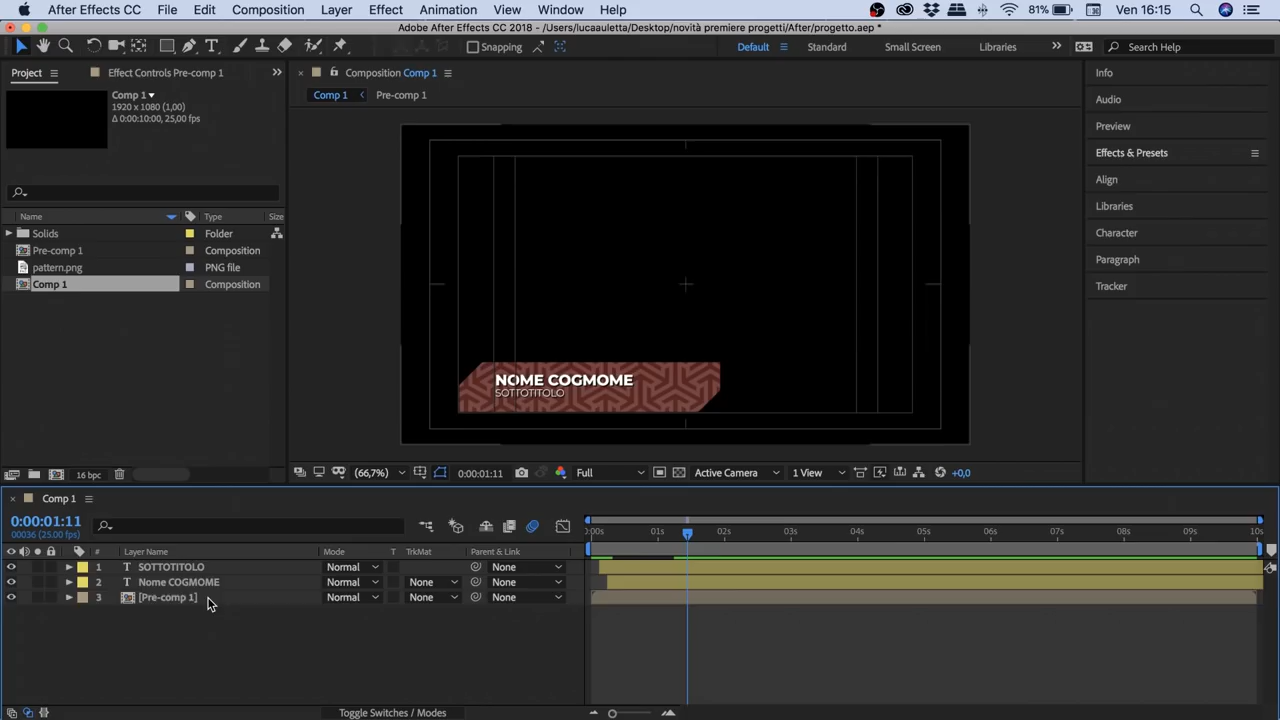 After Effects CC File Edit Composition Layer Effect Animation View Window Help 81% Ven 16:15
Adobe After Effects CC 2018 - /Users/lucaauletta/Desktop/novità premiere progetti/After/progetto.aep *
Snapping Default Standard Small Screen Libraries Search Help
Project Effect Controls Pre-comp 1
Composition Comp 1
Info
Comp 1
1920 x 1080 (1,00)
Δ 0:00:10:00, 25,00 fps
Comp 1 Pre-comp 1
Audio
Preview
Effects & Presets
Align
Libraries
Character
Paragraph
Tracker
Name Type Size
Solids Folder
Pre-comp 1 Composition
pattern.png PNG file
Comp 1 Composition
NOME COGMOME
SOTTOTITOLO
16 bpc
(66,7%) 0:00:01:11 Full Active Camera 1 View +0,0
Comp 1
0:00:01:11
00036 (25.00 fps)
:00s 01s 02s 03s 04s 05s 06s 07s 08s 09s 10s
# Layer Name Mode T TrkMat Parent & Link
1 T SOTTOTITOLO Normal None
2 T Nome COGMOME Normal None None
3 [Pre-comp 1] Normal None None
Toggle Switches / Modes